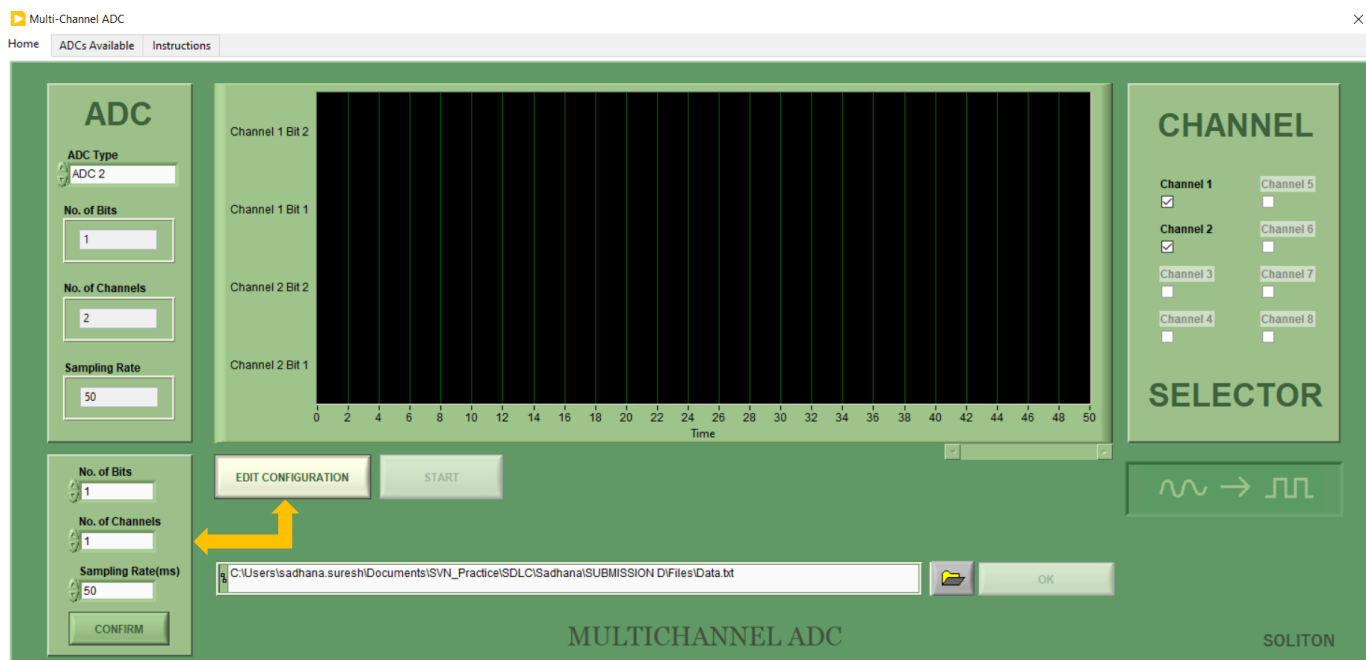 Multi-Channel ADC
Home ADCs Available Instructions
ADC
ADC Type
ADC 2
No. of Bits
1
No. of Channels
2
Sampling Rate
50
Channel 1 Bit 2
Channel 1 Bit 1
Channel 2 Bit 2
Channel 2 Bit 1
0 2 4 6 8 10 12 14 16 18 20 22 24 26 28 30 32 34 36 38 40 42 44 46 48 50
Time
CHANNEL
Channel 1 Channel 5
Channel 2 Channel 6
Channel 3 Channel 7
Channel 4 Channel 8
SELECTOR
No. of Bits
1
No. of Channels
1
Sampling Rate(ms)
50
CONFIRM
EDIT CONFIGURATION START
C:\Users\sadhana.suresh\Documents\SVN_Practice\SDLC\Sadhana\SUBMISSION D\Files\Data.txt
OK
MULTICHANNEL ADC
SOLITON